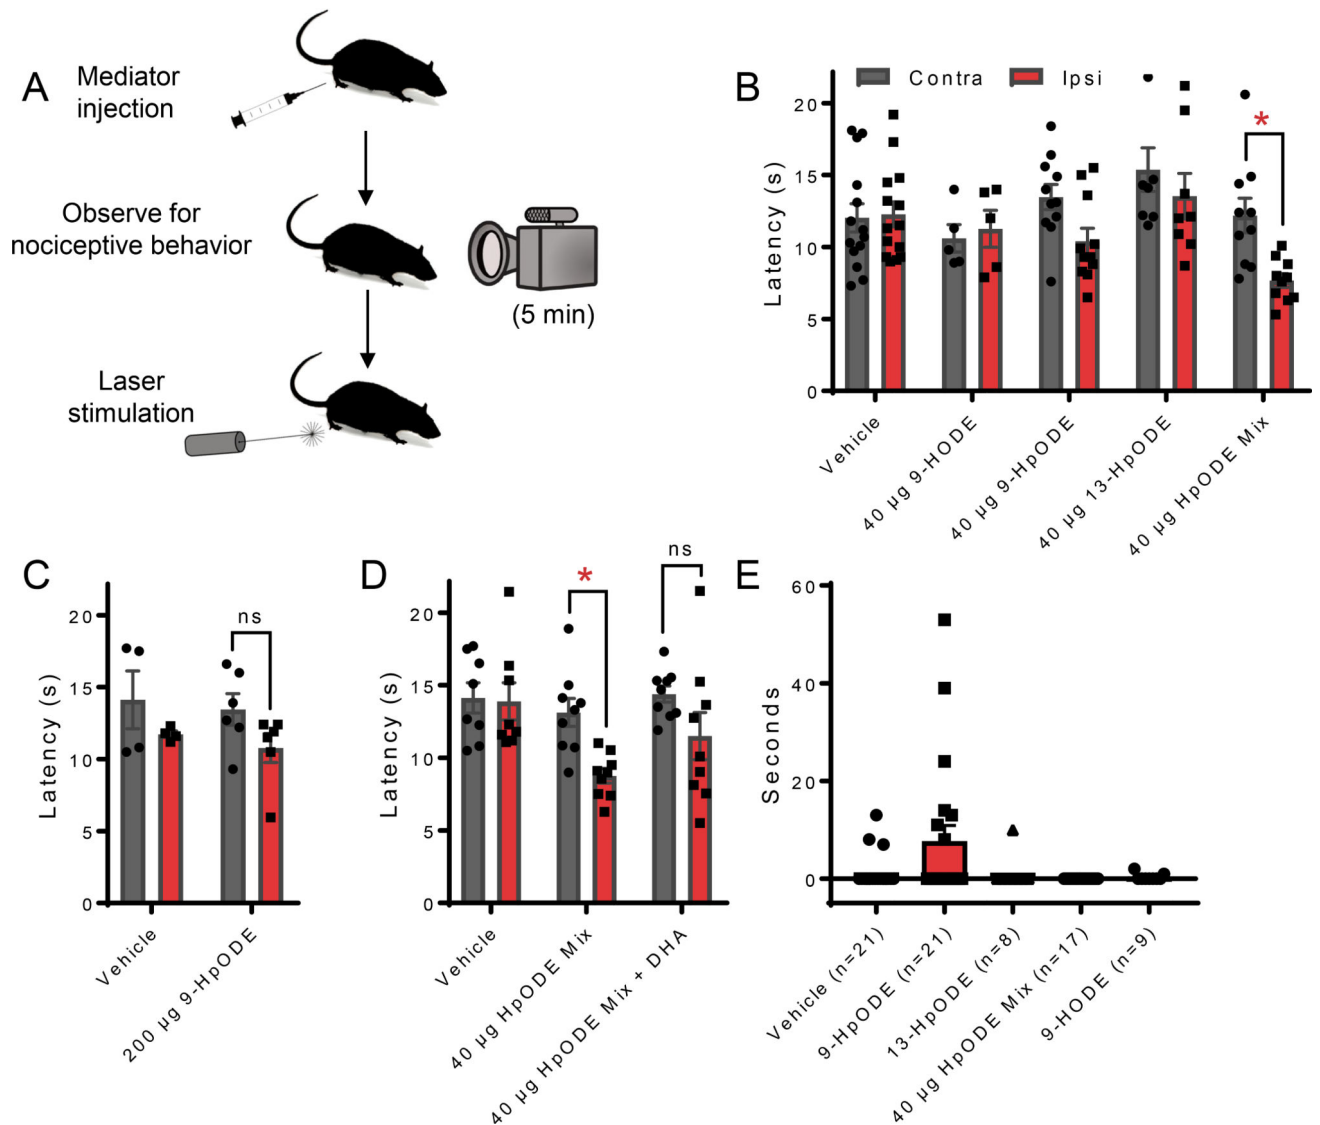 A
Mediator
injection
Observe for
nociceptive behavior
(5 min)
Laser
stimulation
B
Contra
Ipsi
*
Latency (s)
20
15
10
5
0
Vehicle
40 µg 9-HODE
40 µg 9-HpODE
40 µg 13-HpODE
40 µg HpODE Mix
C
ns
Latency (s)
20
15
10
5
0
Vehicle
200 µg 9-HpODE
D
*
ns
Latency (s)
20
15
10
5
0
Vehicle
40 µg HpODE Mix
40 µg HpODE Mix + DHA
E
Seconds
60
40
20
0
Vehicle (n=21)
9-HpODE (n=21)
13-HpODE (n=8)
40 µg HpODE Mix (n=17)
9-HODE (n=9)